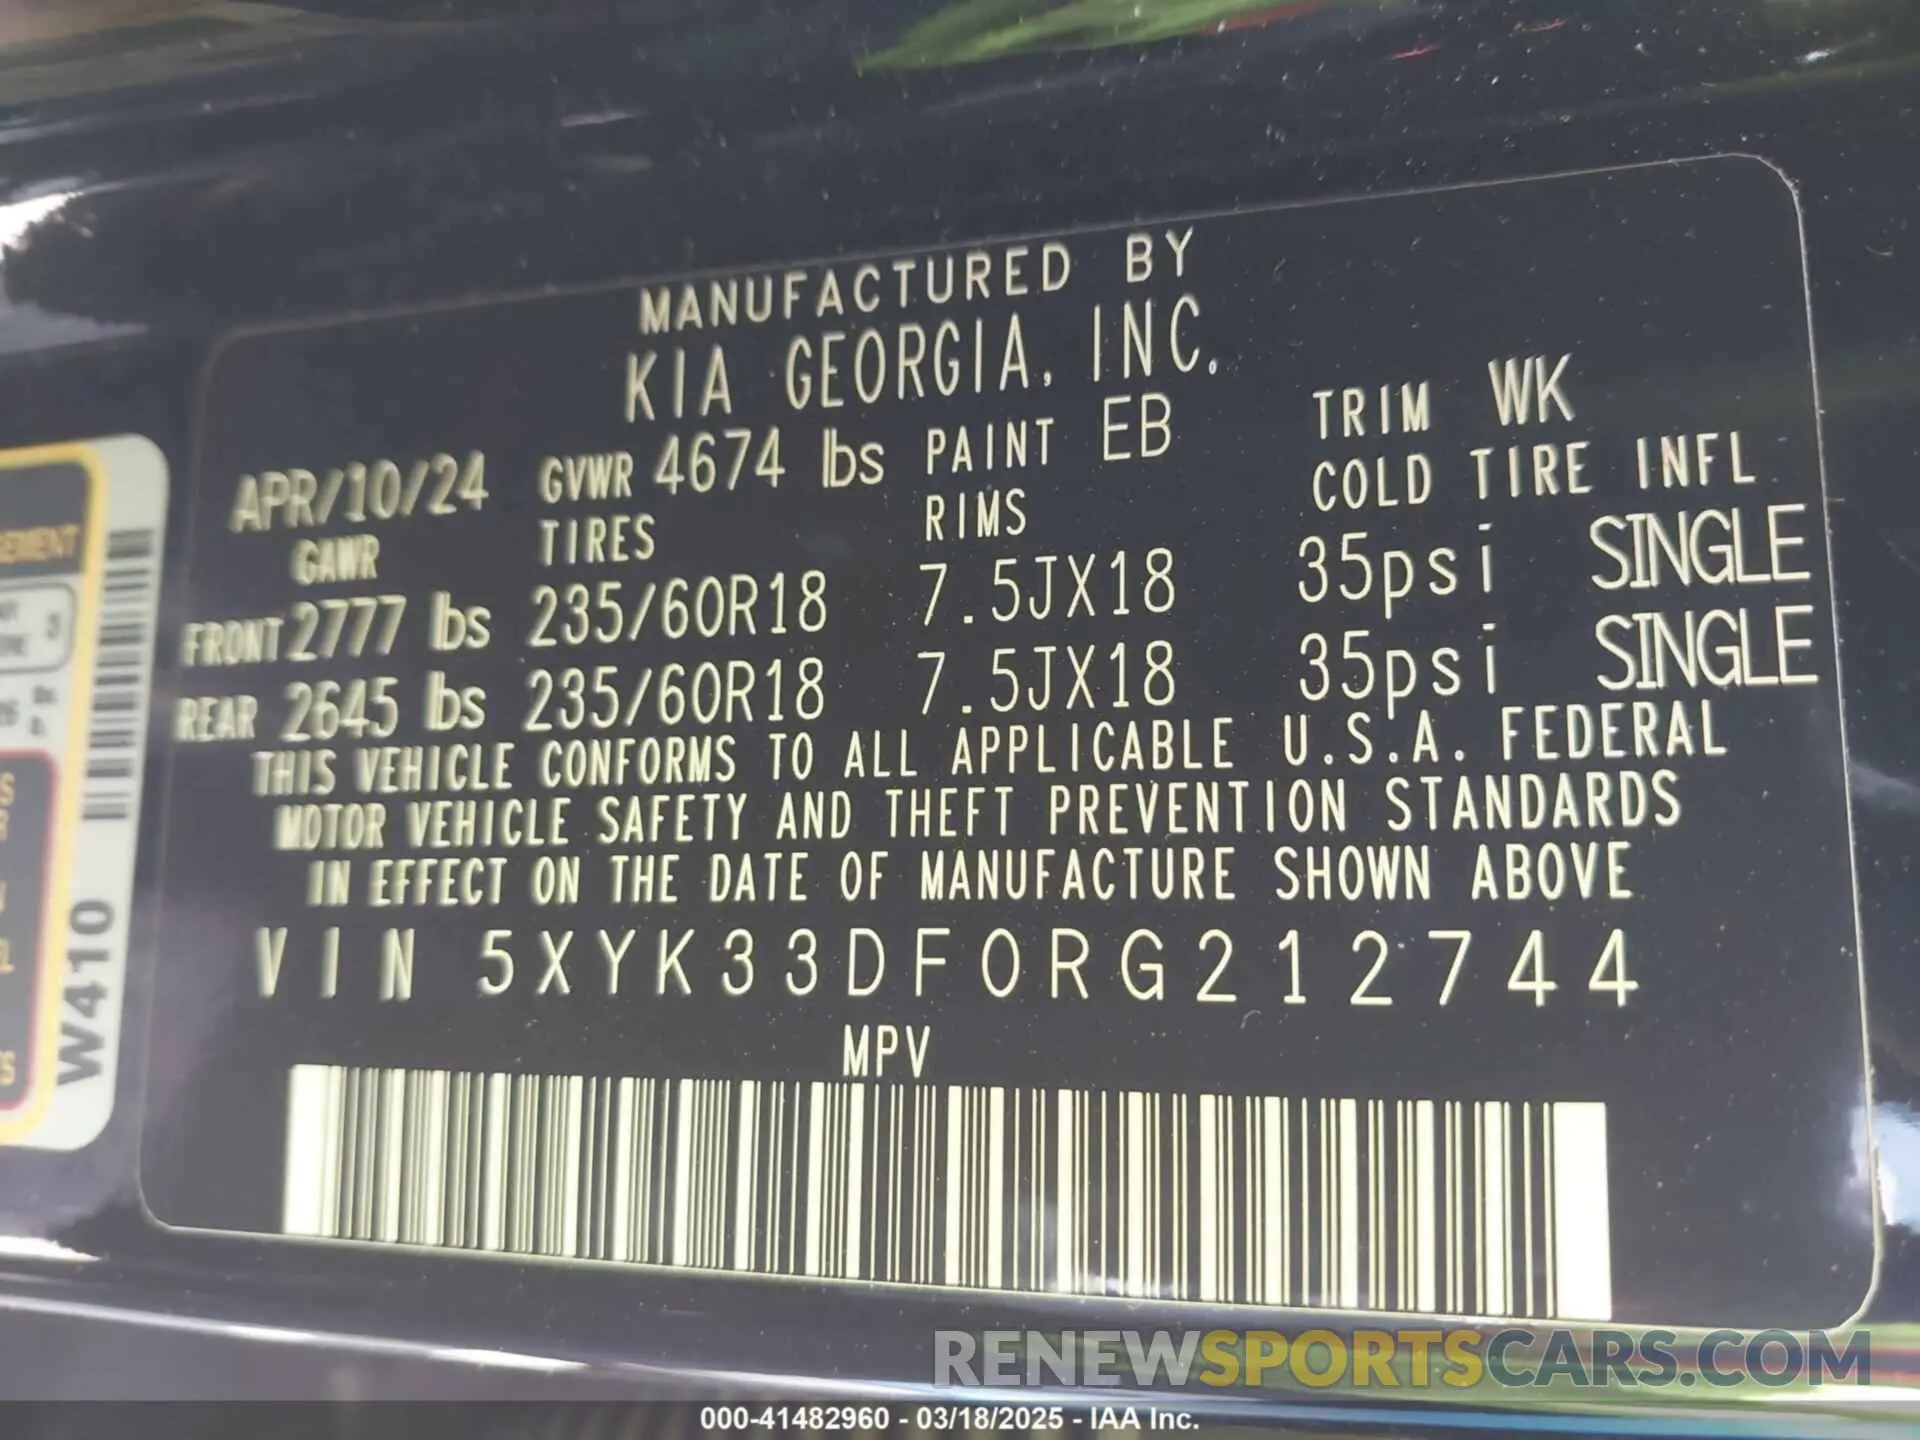 MANUFACTURED BY
KIA GEORGIA, INC.
APR/10/24 GVWR 4674 lbs PAINT EB TRIM WK
GAWR TIRES RIMS COLD TIRE INFL
FRONT 2777 lbs 235/60R18 7.5JX18 35psi SINGLE
REAR 2645 lbs 235/60R18 7.5JX18 35psi SINGLE
THIS VEHICLE CONFORMS TO ALL APPLICABLE U.S.A. FEDERAL
MOTOR VEHICLE SAFETY AND THEFT PREVENTION STANDARDS
IN EFFECT ON THE DATE OF MANUFACTURE SHOWN ABOVE
VIN 5XYK33DF0RG212744
MPV
W410
RENEWSPORTSCARS.COM
000-41482960 - 03/18/2025 - IAA Inc.